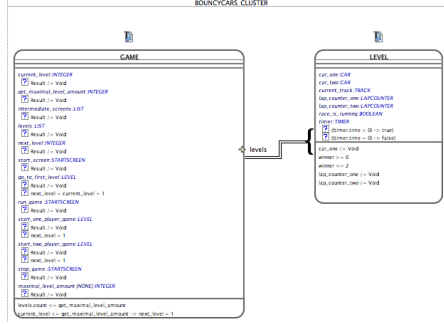 BOUNCYCARS_CLUSTER
GAME
current_level:INTEGER
? Result /= Void
get_maximal_level_amount:INTEGER
? Result /= Void
intermediate_screens:LIST
? Result /= Void
levels:LIST
? Result /= Void
next_level:INTEGER
? Result /= Void
start_screen:STARTSCREEN
? Result /= Void
go_to_first_level:LEVEL
? Result /= Void
? next_level = current_level + 1
run_game:STARTSCREEN
? Result /= Void
start_one_player_game:LEVEL
? Result /= Void
? next_level = 1
start_two_player_game:LEVEL
? Result /= Void
? next_level = 1
stop_game:STARTSCREEN
? Result /= Void
maximal_level_amount {NONE}:INTEGER
? Result /= Void
levels.count <= get_maximal_level_amount
current_level <= get_maximal_level_amount -> next_level = 1
levels
LEVEL
car_one:CAR
car_two:CAR
current_track:TRACK
lap_counter_one:LAPCOUNTER
lap_counter_two:LAPCOUNTER
race_is_running:BOOLEAN
timer:TIMER
? (timer.time > 0) -> true)
? (timer.time = 0) -> false)
car_one /= Void
winner >= 0
winner <= 2
lap_counter_one /= Void
lap_counter_two /= Void